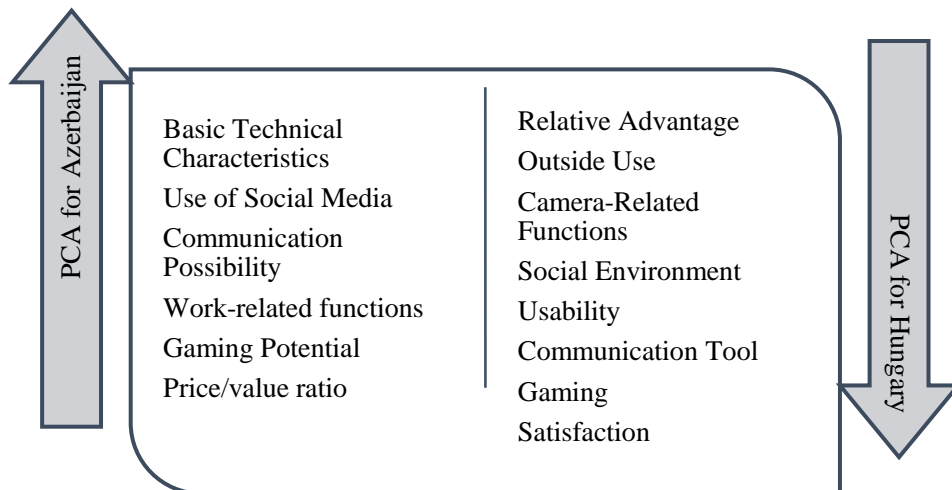 PCA for Azerbaijan
Basic Technical
Characteristics
Use of Social Media
Communication
Possibility
Work-related functions
Gaming Potential
Price/value ratio
Relative Advantage
Outside Use
Camera-Related
Functions
Social Environment
Usability
Communication Tool
Gaming
Satisfaction
PCA for Hungary